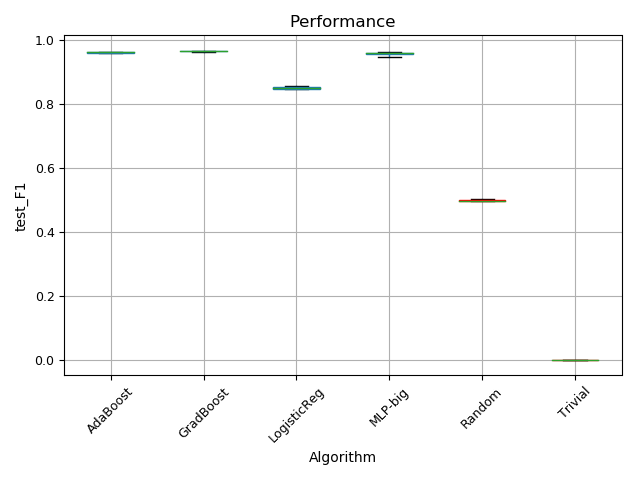 Performance
1.0
0.8
0.6
0.4
0.2
0.0
test_F1
AdaBoost
GradBoost
LogisticReg
MLP-big
Random
Trivial
Algorithm